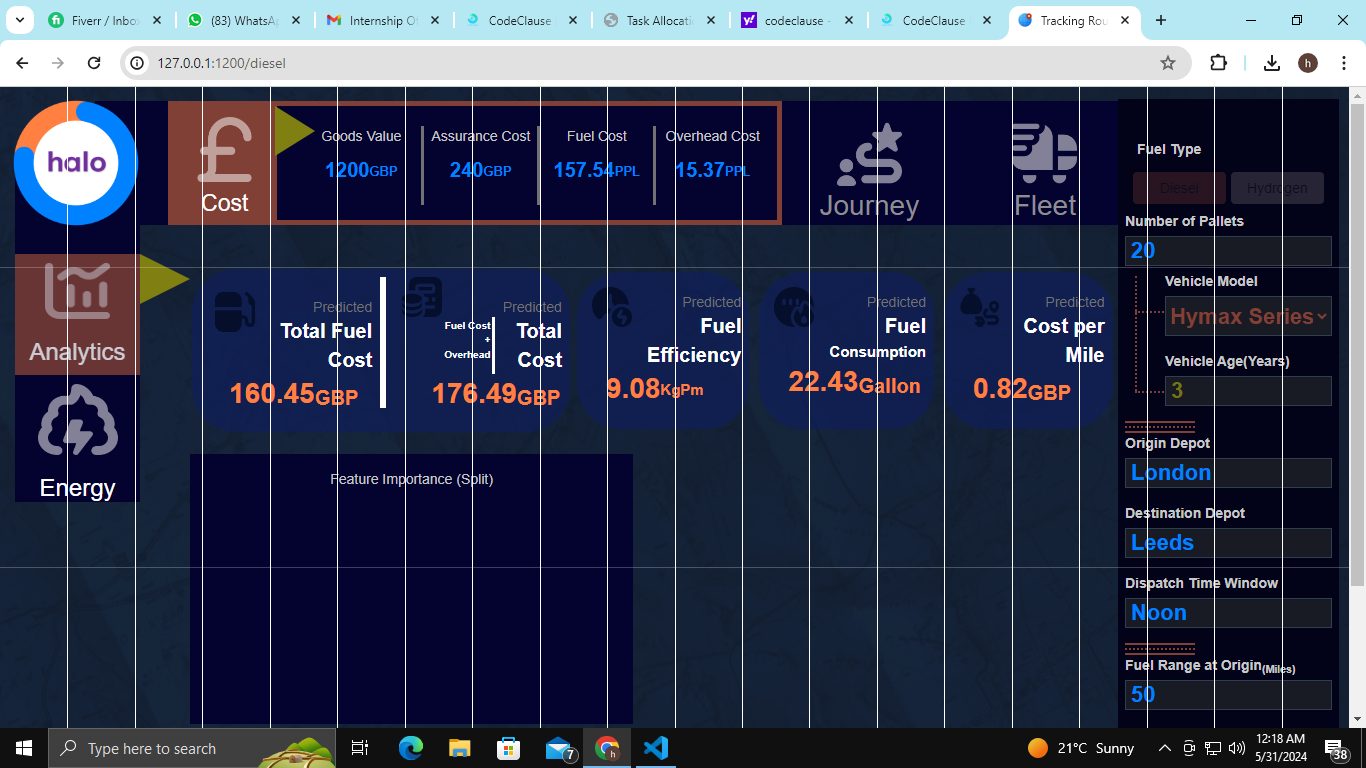 Fiverr / Inbo
(83) WhatsAp
Internship Of
CodeClause
Task Allocati
codeclause -
CodeClause
Tracking Rou
127.0.0.1:1200/diesel
h
halo
Cost
Goods Value
Assurance Cost
Fuel Cost
Overhead Cost
1200GBP
240GBP
157.54PPL
15.37PPL
Journey
Fleet
Analytics
Energy
Predicted
Total Fuel
Cost
160.45GBP
Predicted
Fuel Cost
+
Overhead
Total
Cost
176.49GBP
Predicted
Fuel
Efficiency
9.08KgPm
Predicted
Fuel
Consumption
22.43Gallon
Predicted
Cost per
Mile
0.82GBP
Feature Importance (Split)
Fuel Type
Diesel
Hydrogen
Number of Pallets
20
Vehicle Model
Hymax Series
Vehicle Age(Years)
3
Origin Depot
London
Destination Depot
Leeds
Dispatch Time Window
Noon
Fuel Range at Origin(Miles)
50
Type here to search
7
h
21°C Sunny
12:18 AM
5/31/2024
38